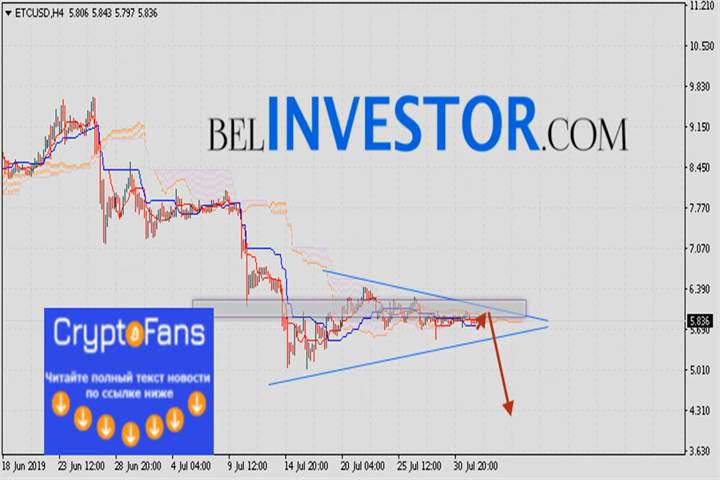 ETCUSD,H4 5.806 5.843 5.797 5.836
11.210
10.530
9.830
9.150
8.450
7.770
7.070
6.390
5.836
5.690
5.010
4.310
3.630
BELINVESTOR.COM
CryptoFans
Читайте полный текст новости
по ссылке ниже
18 Jun 2019 23 Jun 12:00 28 Jun 20:00 4 Jul 04:00 9 Jul 12:00 14 Jul 20:00 20 Jul 04:00 25 Jul 12:00 30 Jul 20:00